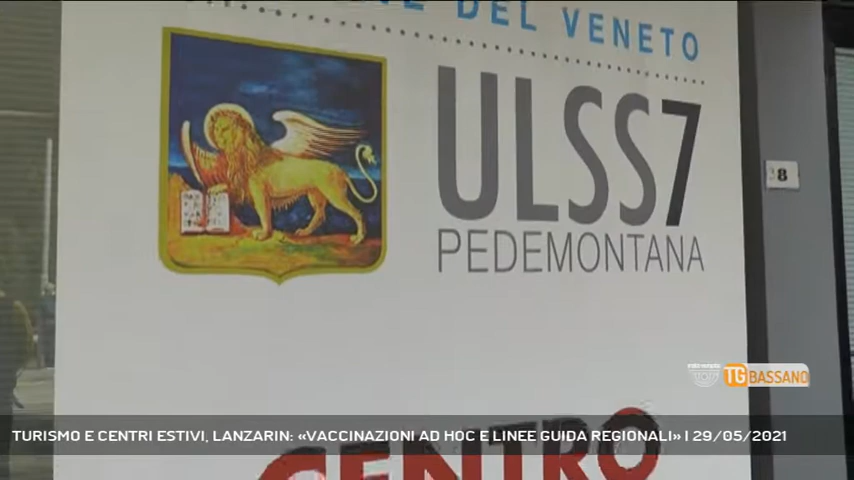 DEL VENETO
ULSS7
PEDEMONTANA
38
TG BASSANO
TURISMO E CENTRI ESTIVI, LANZARIN: «VACCINAZIONI AD HOC E LINEE GUIDA REGIONALI» | 29/05/2021
CENTRO